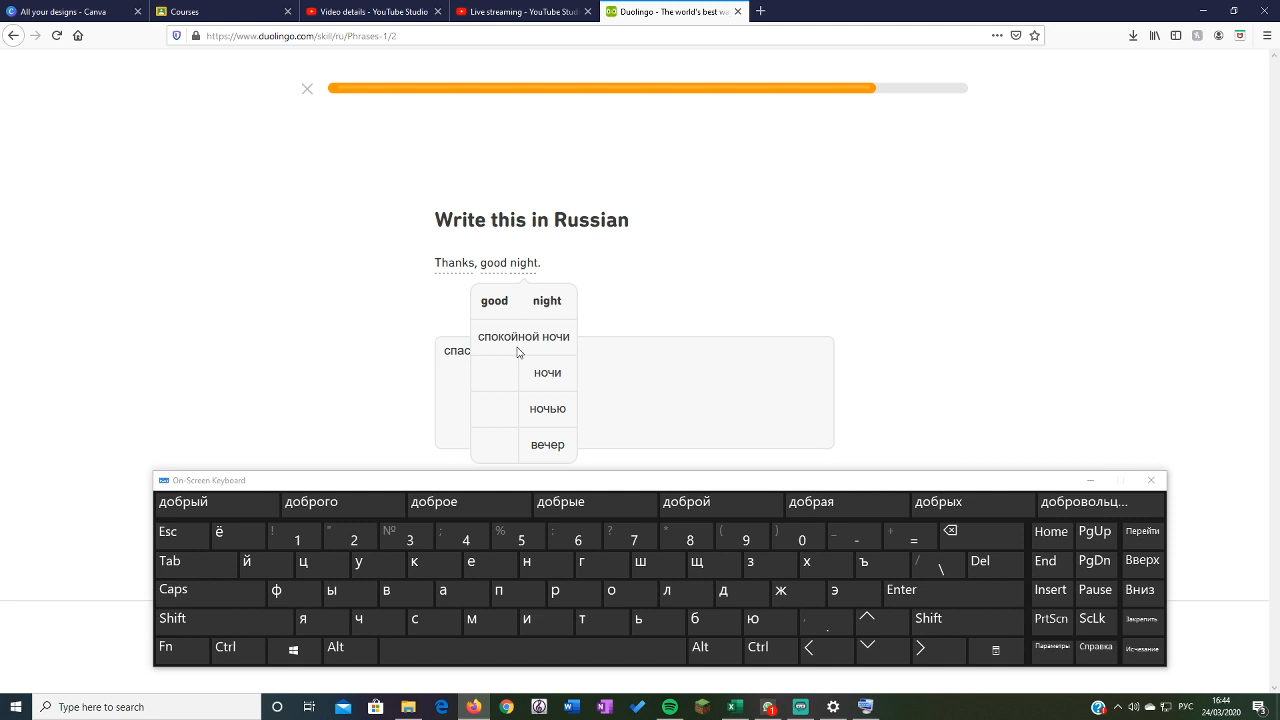 All your designs - Canva
Courses
Video details - YouTube Studio
Live streaming - YouTube Stud
Duolingo - The world's best wa
https://www.duolingo.com/skill/ru/Phrases-1/2
Write this in Russian
Thanks, good night.
good night
спокойной ночи
спас
ночи
ночью
вечер
On-Screen Keyboard
добрый доброго доброе добрые доброй добрая добрых добровольц...
Esc ё ! 1 " 2 № 3 ; 4 % 5 : 6 ? 7 * 8 ( 9 ) 0 _ - + = Home PgUp Перейти
Tab й ц у к е н г ш щ з х ъ / \ Del End PgDn Вверх
Caps ф ы в а п р о л д ж э Enter Insert Pause Вниз
Shift я ч с м и т ь б ю , . Shift PrtScn ScLk Закрепить
Fn Ctrl Alt Alt Ctrl Параметры Справка Исчезание
Type here to search
РУС
16:44
24/03/2020